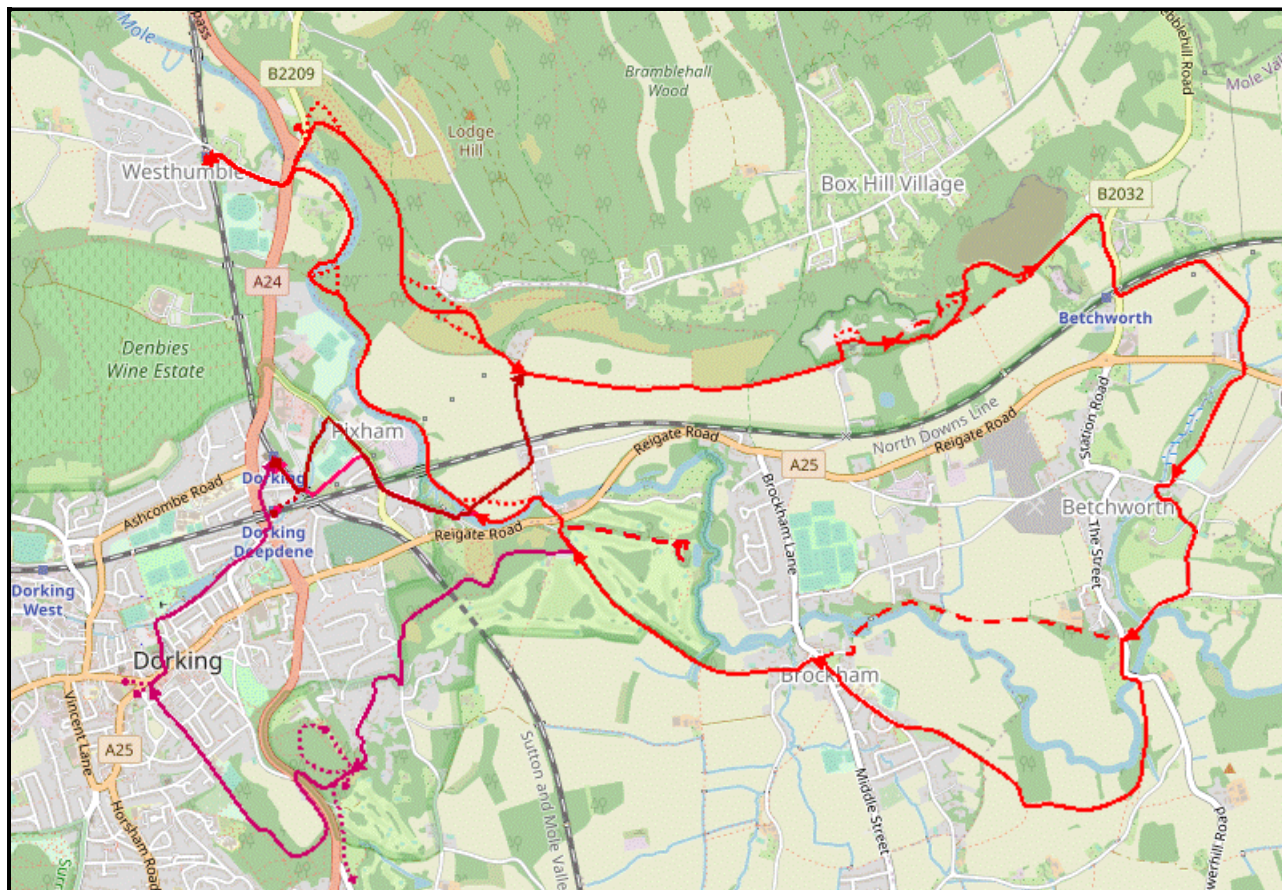 pass
Mole
B2209
Bramblehall
Wood
Lodge
Hill
Westhumble
Box Hill Village
B2032
A24
Betchworth
Denbies
Wine Estate
Pixham
North Downs Line
Reigate Road
Reigate Road
A25
Station Road
Ashcombe Road
Dorking
Brockham Lane
Betchworth
Reigate Road
Dorking
Deepdene
The Street
Dorking
West
Dorking
Brockham
Vincent Lane
A25
Sutton and Mole Valley
Middle Street
Horsham Road